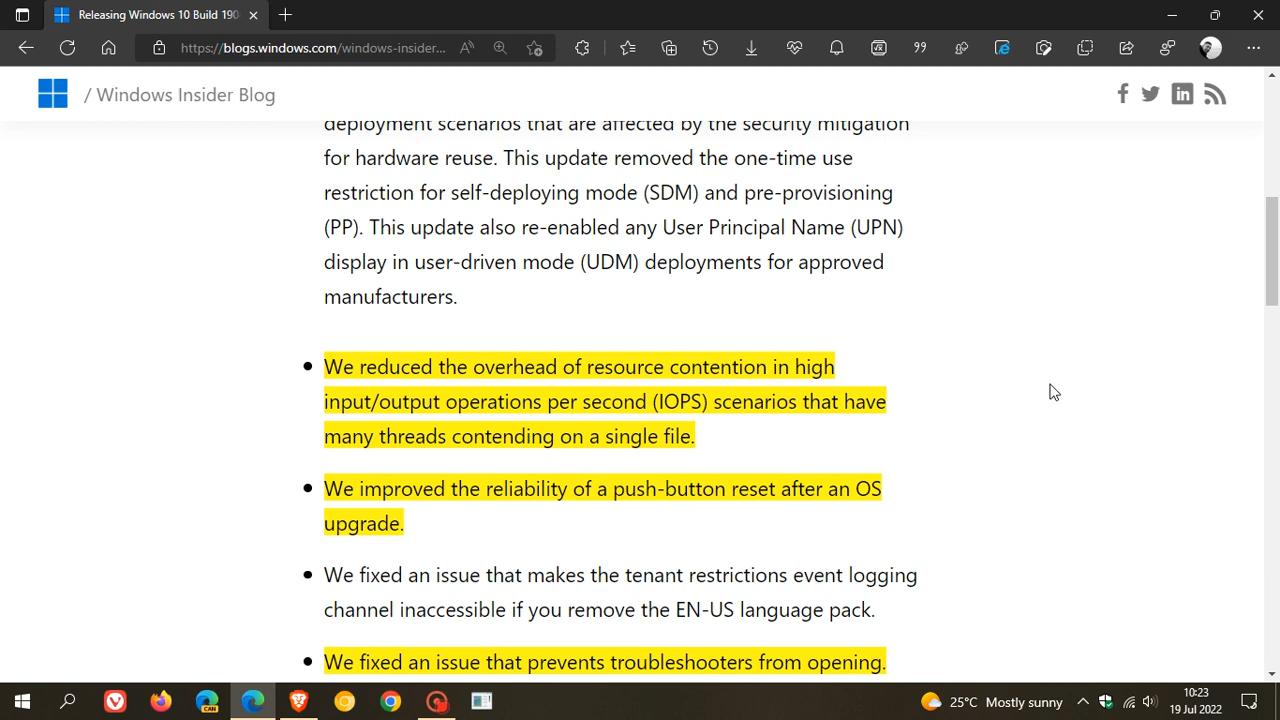 Releasing Windows 10 Build 190
https://blogs.windows.com/windows-insider...
/ Windows Insider Blog
deployment scenarios that are affected by the security mitigation
for hardware reuse. This update removed the one-time use
restriction for self-deploying mode (SDM) and pre-provisioning
(PP). This update also re-enabled any User Principal Name (UPN)
display in user-driven mode (UDM) deployments for approved
manufacturers.
We reduced the overhead of resource contention in high
input/output operations per second (IOPS) scenarios that have
many threads contending on a single file.
We improved the reliability of a push-button reset after an OS
upgrade.
We fixed an issue that makes the tenant restrictions event logging
channel inaccessible if you remove the EN-US language pack.
We fixed an issue that prevents troubleshooters from opening.
CAN
25°C Mostly sunny
10:23
19 Jul 2022